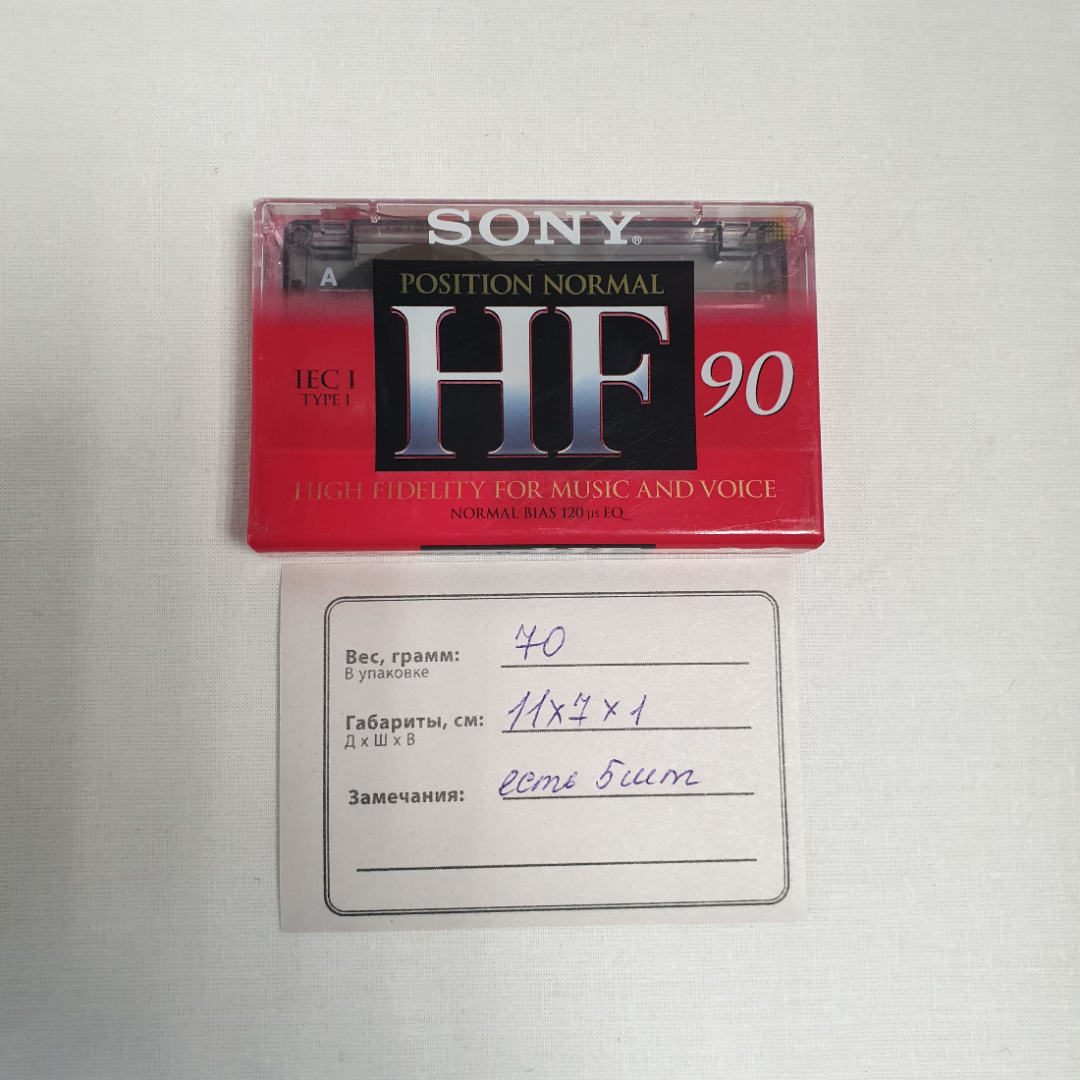 SONY®
A
POSITION NORMAL
HF 90
IEC I
TYPE I
HIGH FIDELITY FOR MUSIC AND VOICE
NORMAL BIAS 120 µs EQ
Вес, грамм: 70
В упаковке
Габариты, см: 11x7x1
Д х Ш х В
Замечания: есть 5шт